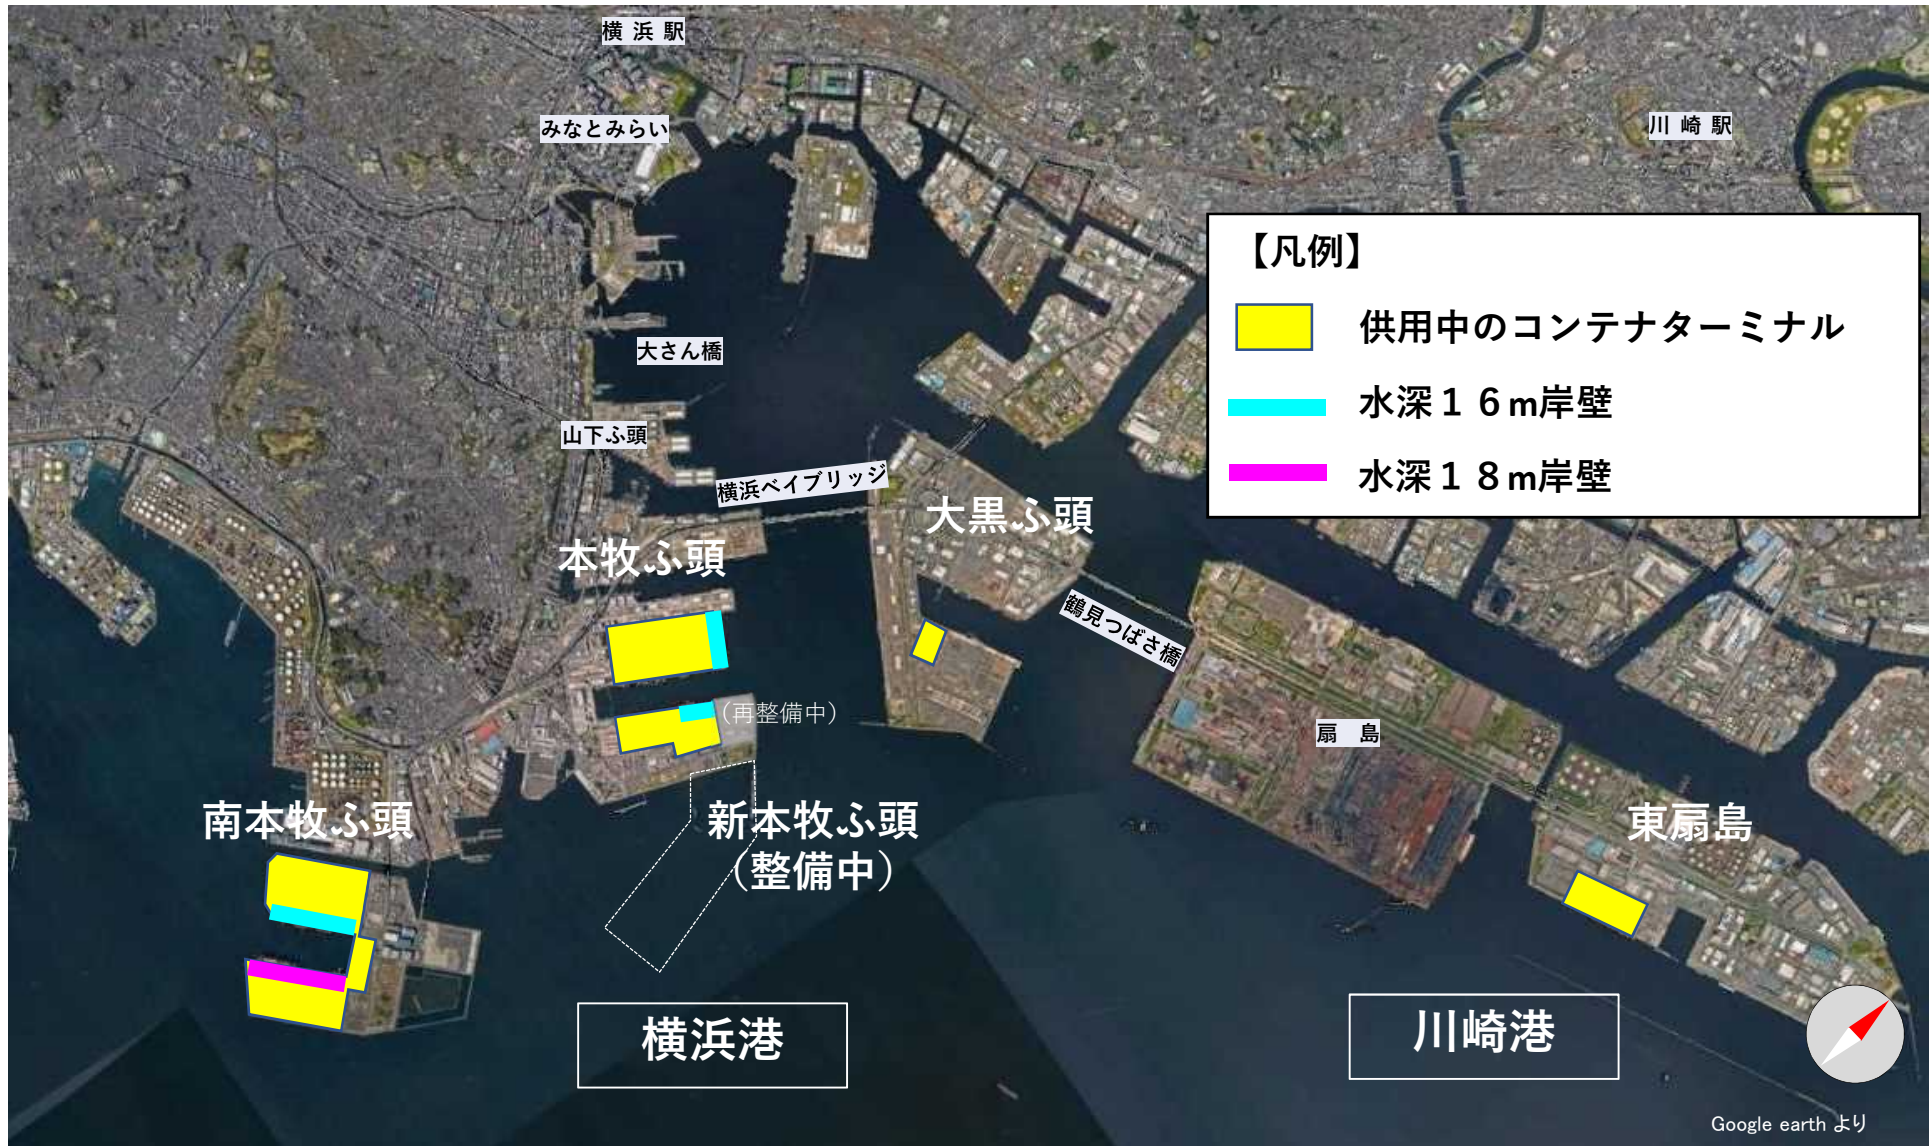 横浜駅
みなとみらい
川崎駅
【凡例】
供用中のコンテナターミナル
水深１６m岸壁
水深１８m岸壁
大さん橋
山下ふ頭
横浜ベイブリッジ
大黒ふ頭
本牧ふ頭
鶴見つばさ橋
（再整備中）
扇島
南本牧ふ頭
新本牧ふ頭
（整備中）
東扇島
横浜港
川崎港
Google earth より